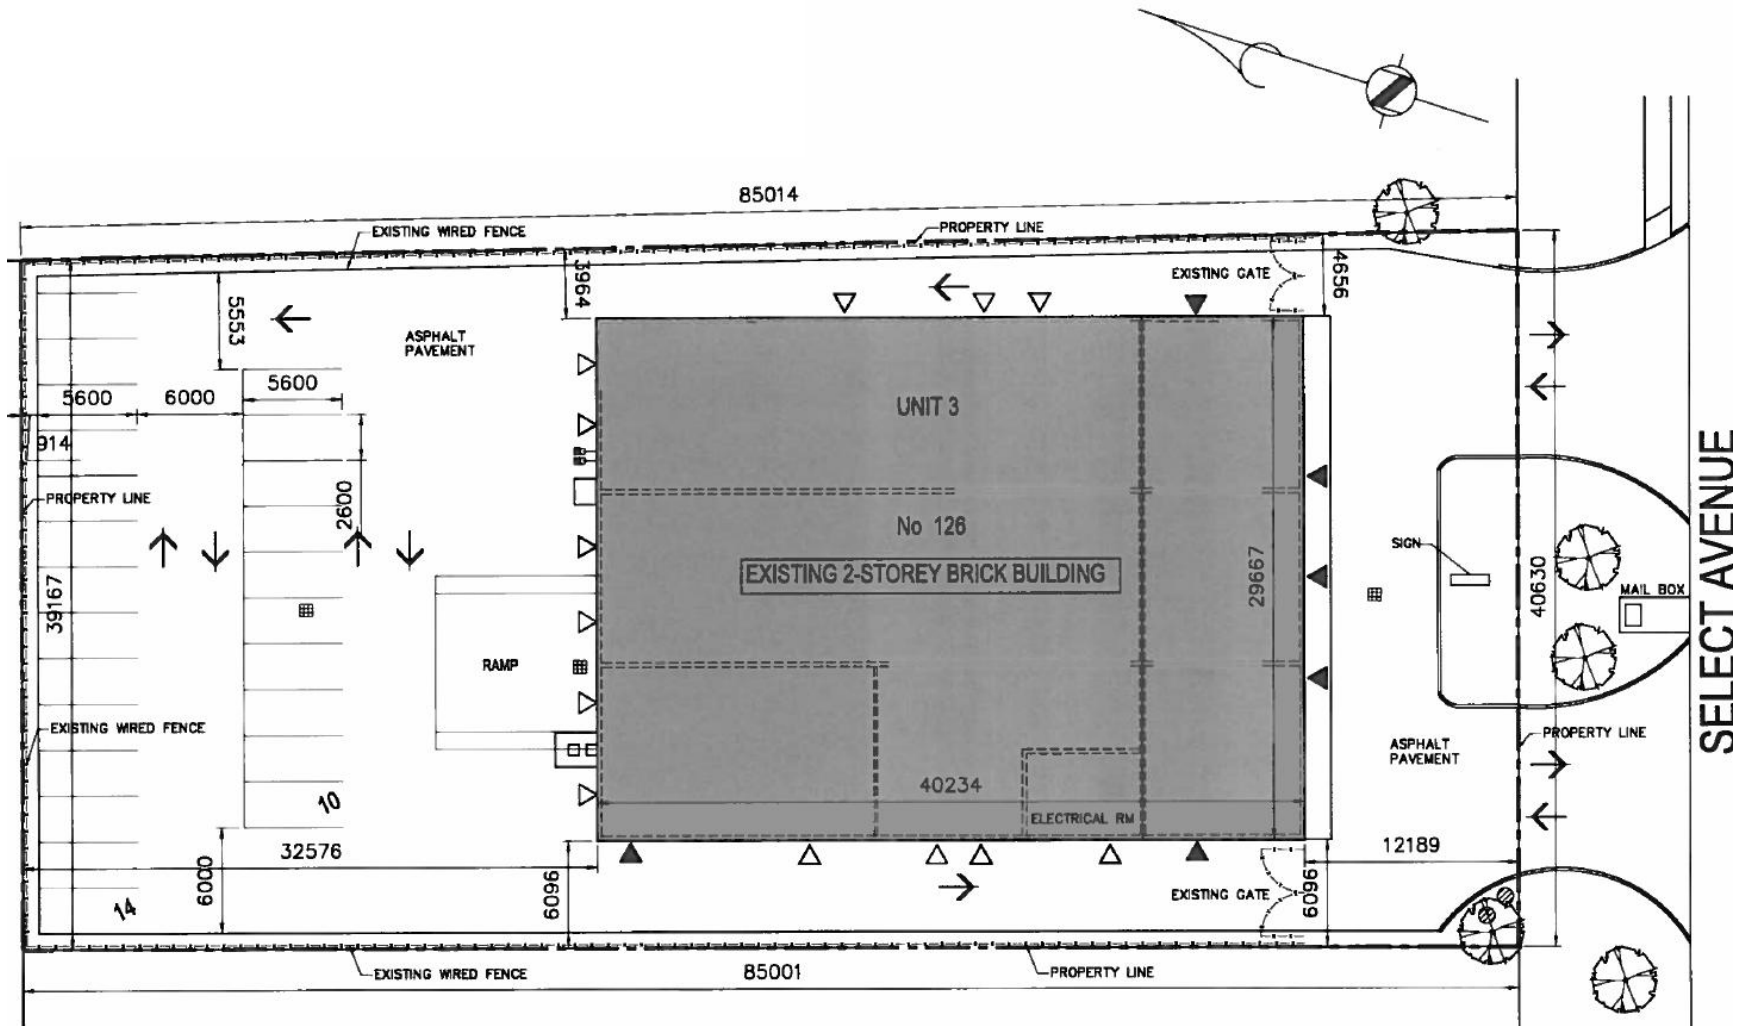 85014
EXISTING WIRED FENCE
PROPERTY LINE
EXISTING GATE
3964
4656
5553
ASPHALT
PAVEMENT
5600
6000
5600
914
UNIT 3
PROPERTY LINE
2600
No 126
EXISTING 2-STOREY BRICK BUILDING
SIGN
MAIL BOX
SELECT AVENUE
39167
29667
40630
RAMP
EXISTING WIRED FENCE
ASPHALT
PAVEMENT
PROPERTY LINE
40234
ELECTRICAL RM
10
32576
12189
6000
6096
EXISTING GATE
6096
14
EXISTING WIRED FENCE
85001
PROPERTY LINE